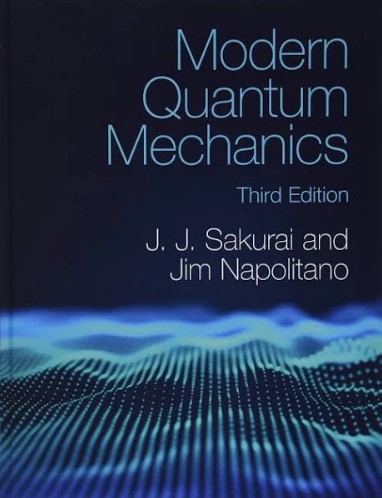 Modern
Quantum
Mechanics
Third Edition
J. J. Sakurai and
Jim Napolitano